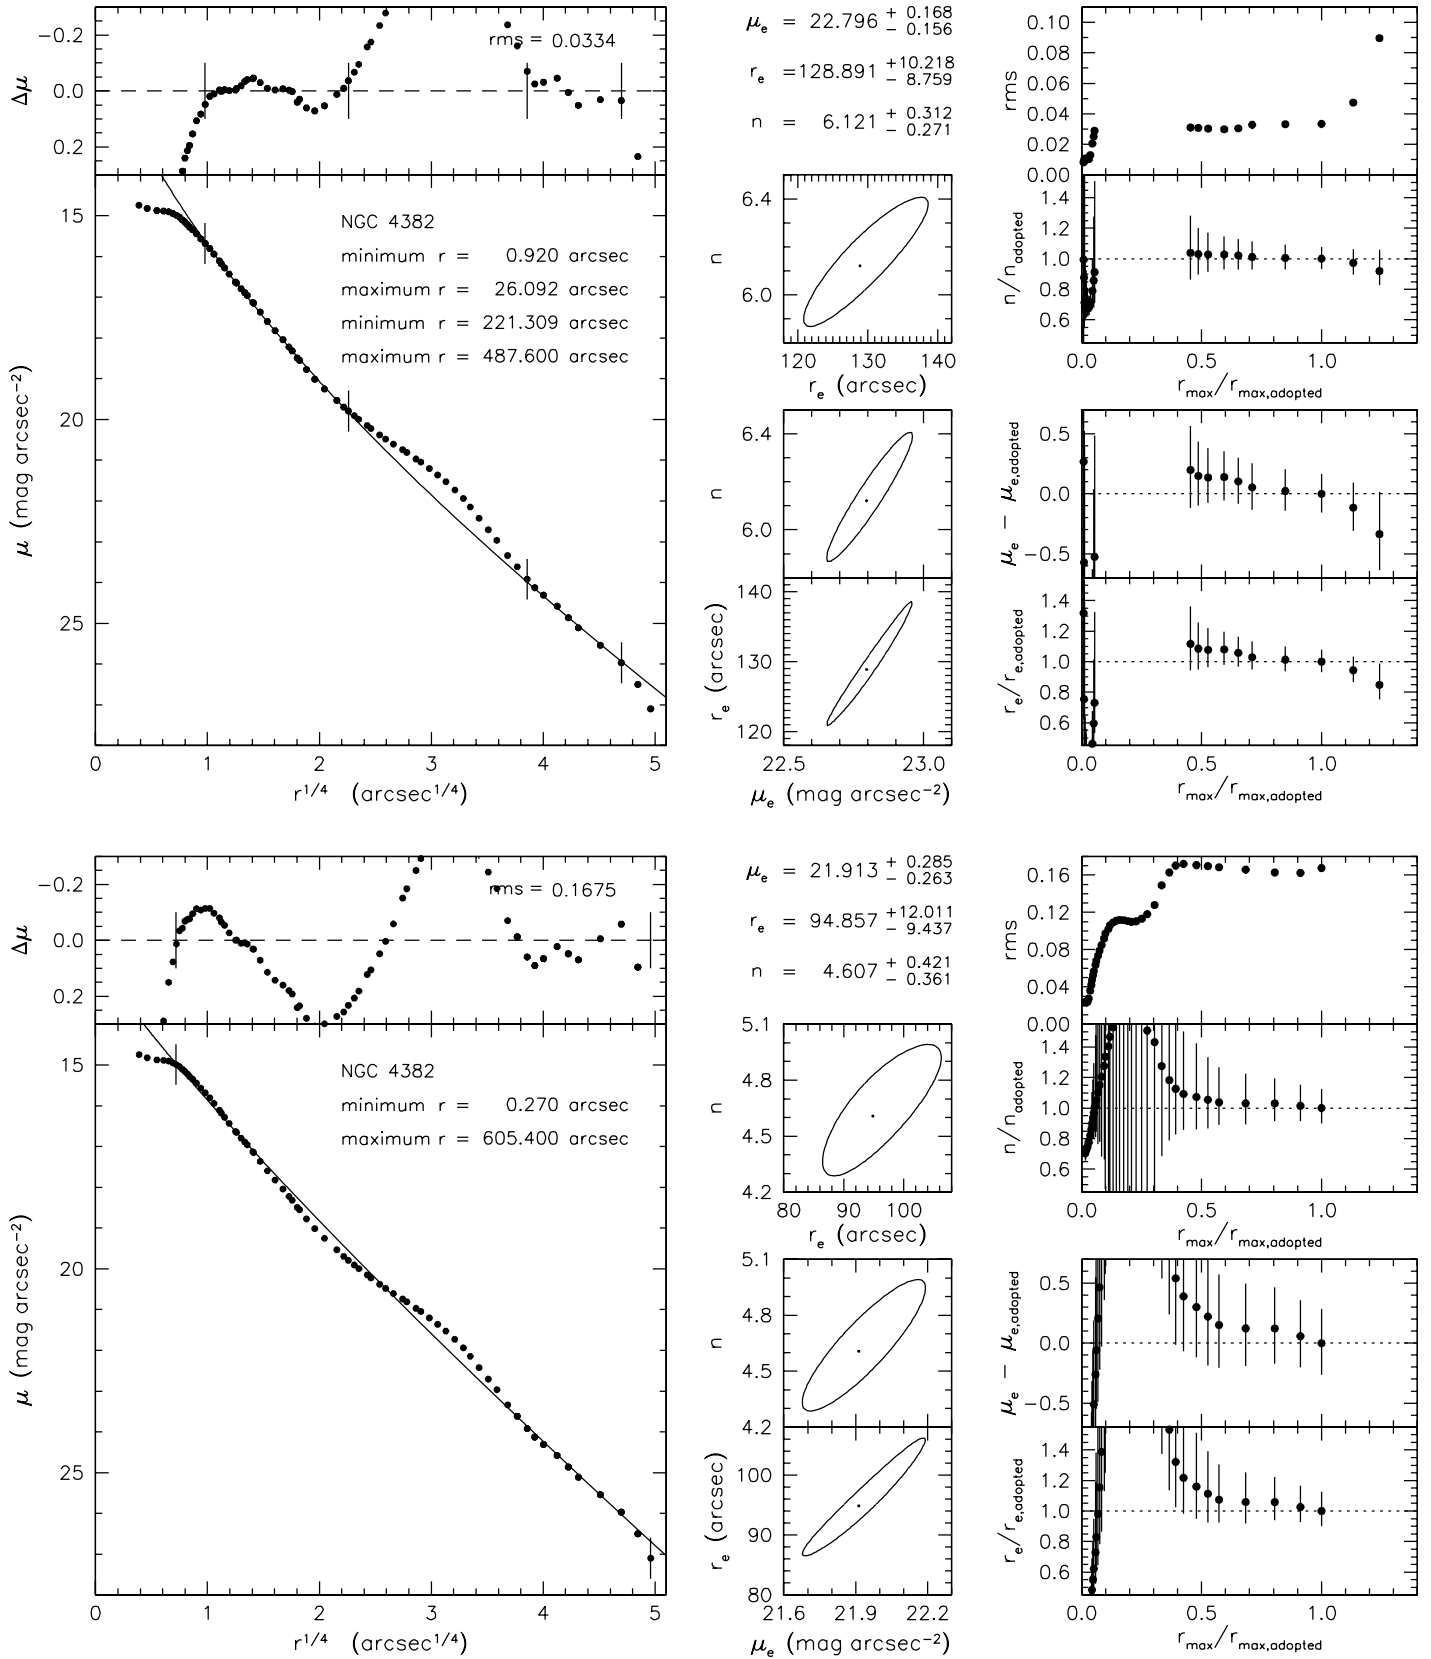 −0.2
0.0
0.2
Δμ
rms = 0.0334
15
20
25
μ (mag arcsec−2)
NGC 4382
minimum r = 0.920 arcsec
maximum r = 26.092 arcsec
minimum r = 221.309 arcsec
maximum r = 487.600 arcsec
0 1 2 3 4 5
r1/4 (arcsec1/4)
μe = 22.796 + 0.168 − 0.156
re =128.891 +10.218 − 8.759
n = 6.121 + 0.312 − 0.271
6.4
6.0
n
120 130 140
re (arcsec)
6.4
6.0
n
140
130
120
re (arcsec)
22.5 23.0
μe (mag arcsec−2)
0.10
0.08
0.06
0.04
0.02
0.00
rms
1.4
1.2
1.0
0.8
0.6
n/nadopted
0.0 0.5 1.0
rmax/rmax,adopted
0.5
0.0
−0.5
μe − μe,adopted
1.4
1.2
1.0
0.8
0.6
re/re,adopted
0.0 0.5 1.0
rmax/rmax,adopted
−0.2
0.0
0.2
Δμ
rms = 0.1675
15
20
25
μ (mag arcsec−2)
NGC 4382
minimum r = 0.270 arcsec
maximum r = 605.400 arcsec
0 1 2 3 4 5
r1/4 (arcsec1/4)
μe = 21.913 + 0.285 − 0.263
re = 94.857 +12.011 − 9.437
n = 4.607 + 0.421 − 0.361
5.1
4.8
4.5
4.2
n
80 90 100
re (arcsec)
5.1
4.8
4.5
4.2
n
100
90
80
re (arcsec)
21.6 21.9 22.2
μe (mag arcsec−2)
0.16
0.12
0.08
0.04
0.00
rms
1.4
1.2
1.0
0.8
0.6
n/nadopted
0.0 0.5 1.0
rmax/rmax,adopted
0.5
0.0
−0.5
μe − μe,adopted
1.4
1.2
1.0
0.8
0.6
re/re,adopted
0.0 0.5 1.0
rmax/rmax,adopted